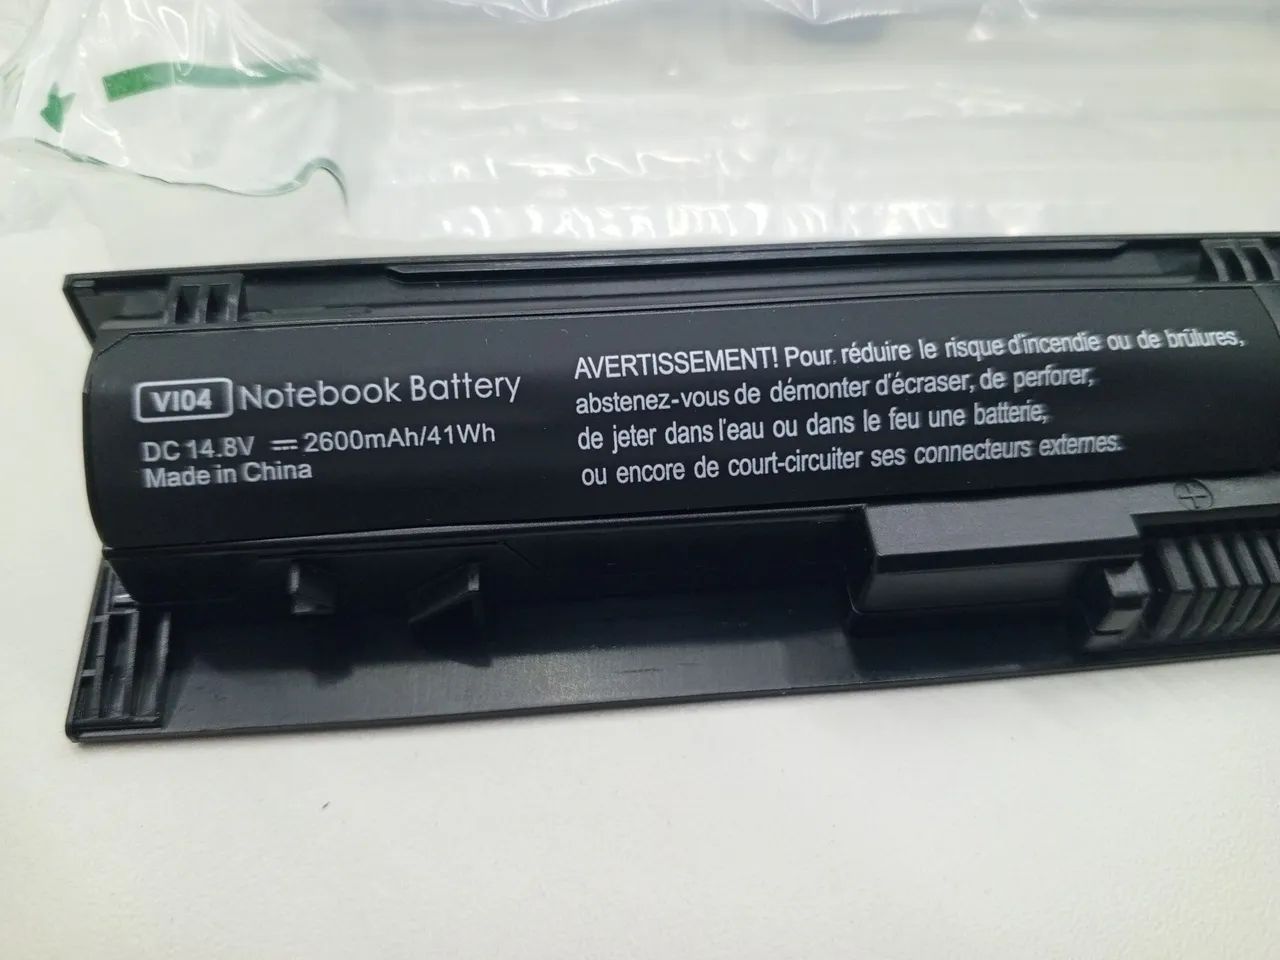 VI04 Notebook Battery
DC 14.8V ⎓ 2600mAh/41Wh
Made in China
AVERTISSEMENT! Pour. réduire le risque d'incendie ou de brûlures,
abstenez-vous de démonter d'écraser, de perforer,
de jeter dans l'eau ou dans le feu une batterie,
ou encore de court-circuiter ses connecteurs externes.